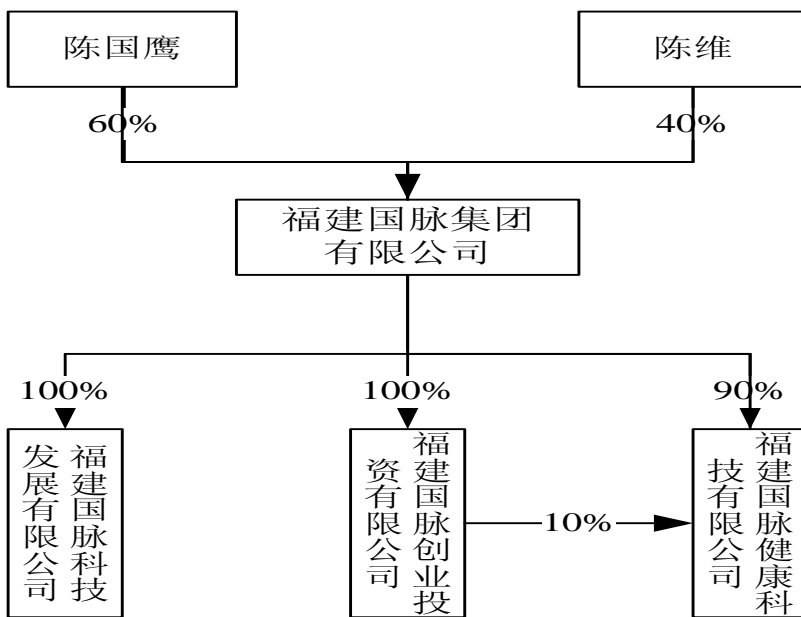 陈国鹰
陈维
60%
40%
福建国脉集团
有限公司
100%
100%
90%
福建国脉科技
发展有限公司
福建国脉创业投
资有限公司
10%
福建国脉健康科
技有限公司